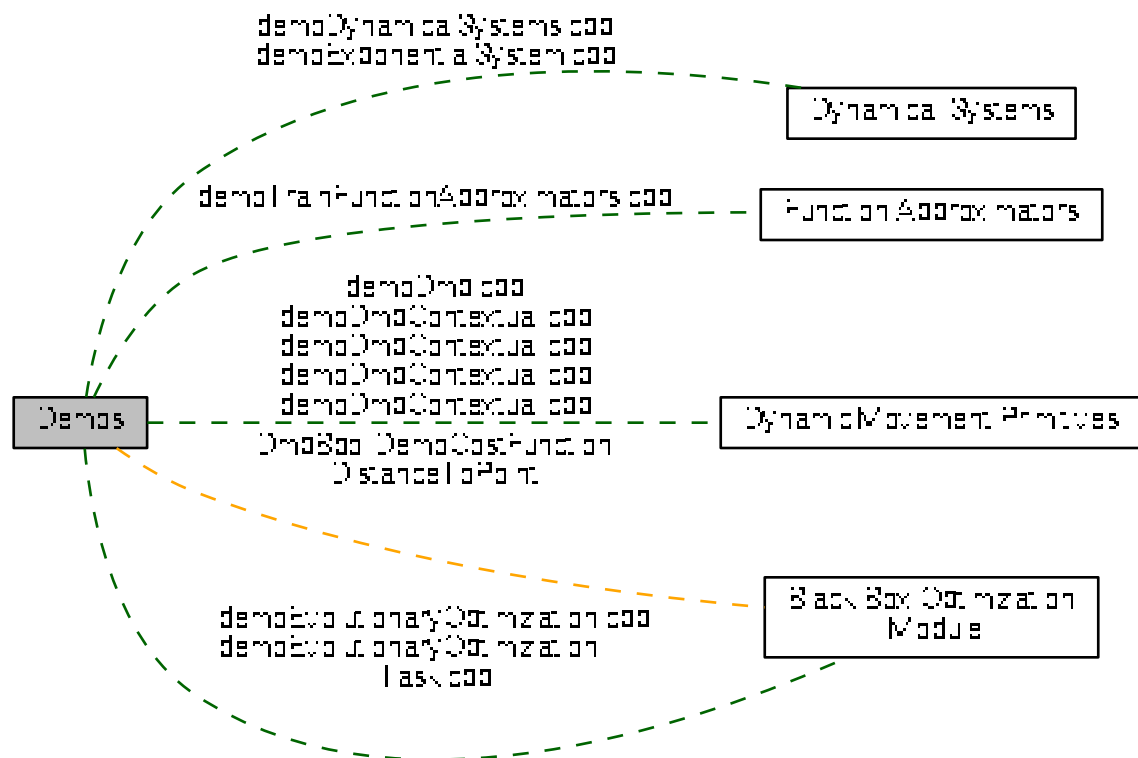 demoDynamicalSystems.cpp
demoExponentialSystem.cpp
Dynamical Systems
demoTrainFunctionApproximators.cpp
Function Approximators
demoDmp.cpp
demoDmpContextual.cpp
demoDmpContextual.cpp
demoDmpContextual.cpp
demoDmpContextual.cpp
Demos
Dynamic Movement Primitives
DmpBbo DemoCostFunction
DistanceToPoint
Black Box Optimization
Module
demoEvolutionaryOptimization.cpp
demoEvolutionaryOptimization
Task.cpp